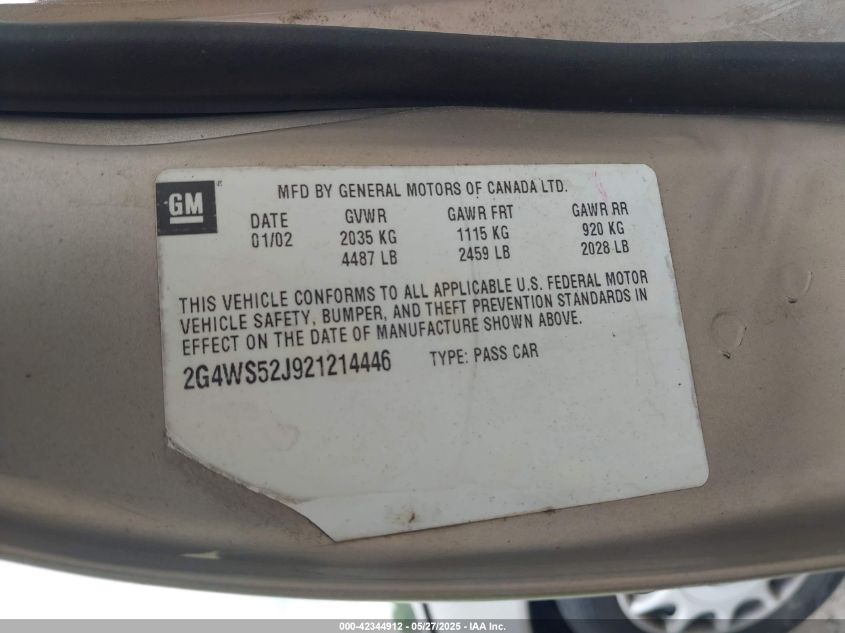 GM
MFD BY GENERAL MOTORS OF CANADA LTD.
DATE GVWR GAWR FRT GAWR RR
01/02 2035 KG 1115 KG 920 KG
4487 LB 2459 LB 2028 LB
THIS VEHICLE CONFORMS TO ALL APPLICABLE U.S. FEDERAL MOTOR
VEHICLE SAFETY, BUMPER, AND THEFT PREVENTION STANDARDS IN
EFFECT ON THE DATE OF MANUFACTURE SHOWN ABOVE.
2G4WS52J921214446 TYPE: PASS CAR
000-42344912 - 05/27/2025 - IAA Inc.